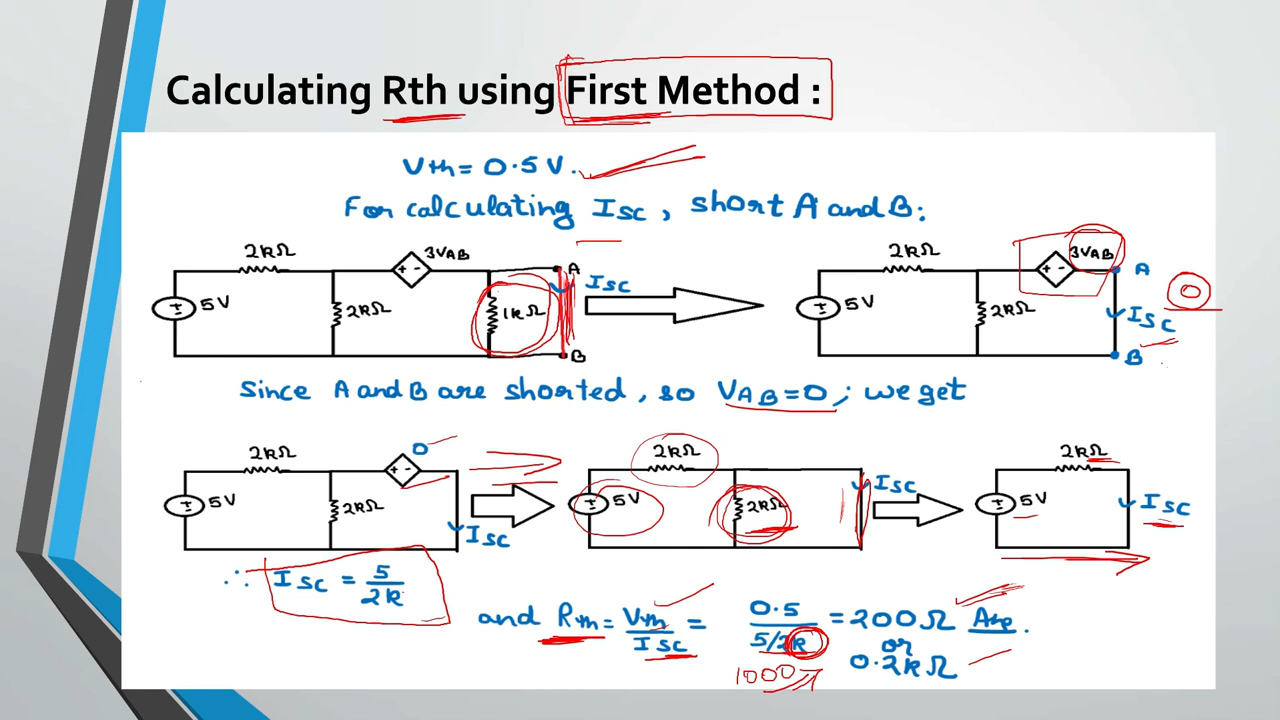 Calculating Rth using First Method :
Vth = 0.5 V.
For calculating Isc, short A and B:
2kΩ 3VAB A
5V 2kΩ 1kΩ Isc
B
2kΩ 3VAB A
5V 2kΩ Isc
B
0
Since A and B are shorted, so VAB = 0; we get
2kΩ 0
5V 2kΩ Isc
2kΩ
5V 2kΩ Isc
2kΩ
5V Isc
∴ Isc = 5/2k
and Rth = Vth/Isc = 0.5/5/2k = 200Ω Ans.
or
0.2kΩ
1000